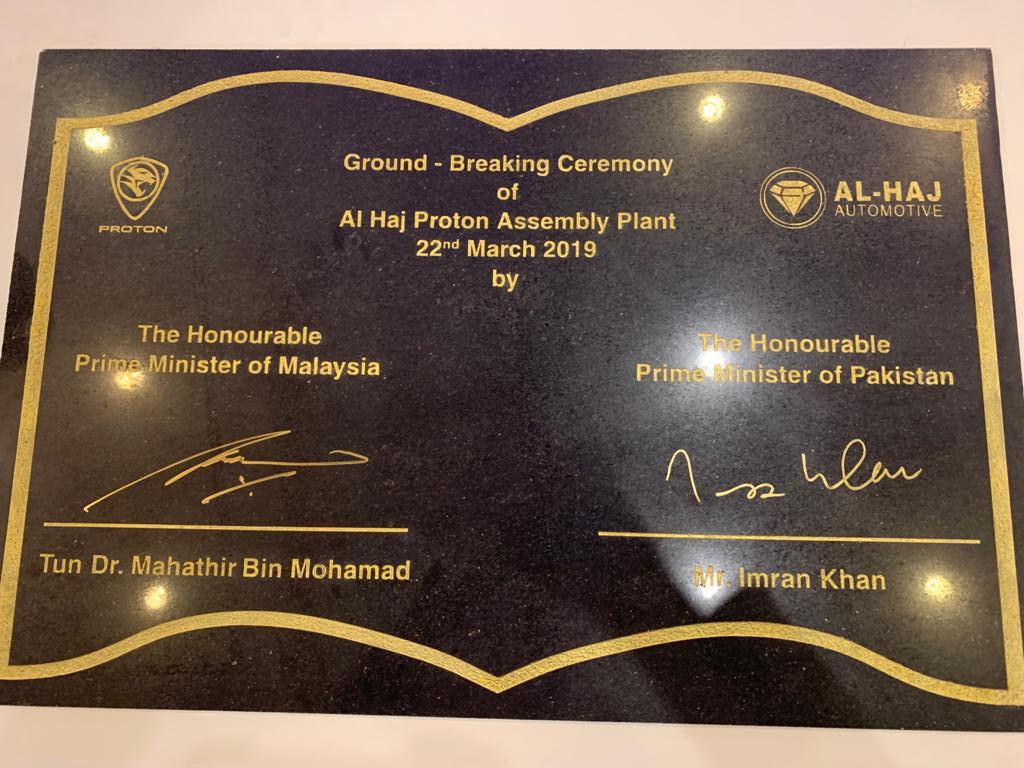 PROTON
AL-HAJ
AUTOMOTIVE
Ground - Breaking Ceremony
of
Al Haj Proton Assembly Plant
22nd March 2019
by
The Honourable
Prime Minister of Malaysia
Tun Dr. Mahathir Bin Mohamad
The Honourable
Prime Minister of Pakistan
Mr. Imran Khan